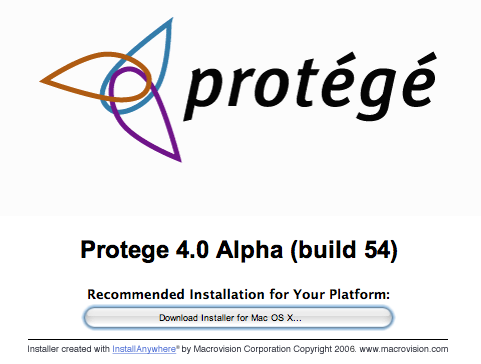 protégé
Protege 4.0 Alpha (build 54)
Recommended Installation for Your Platform:
Download Installer for Mac OS X...
Installer created with InstallAnywhere® by Macrovision Corporation Copyright 2006. www.macrovision.com